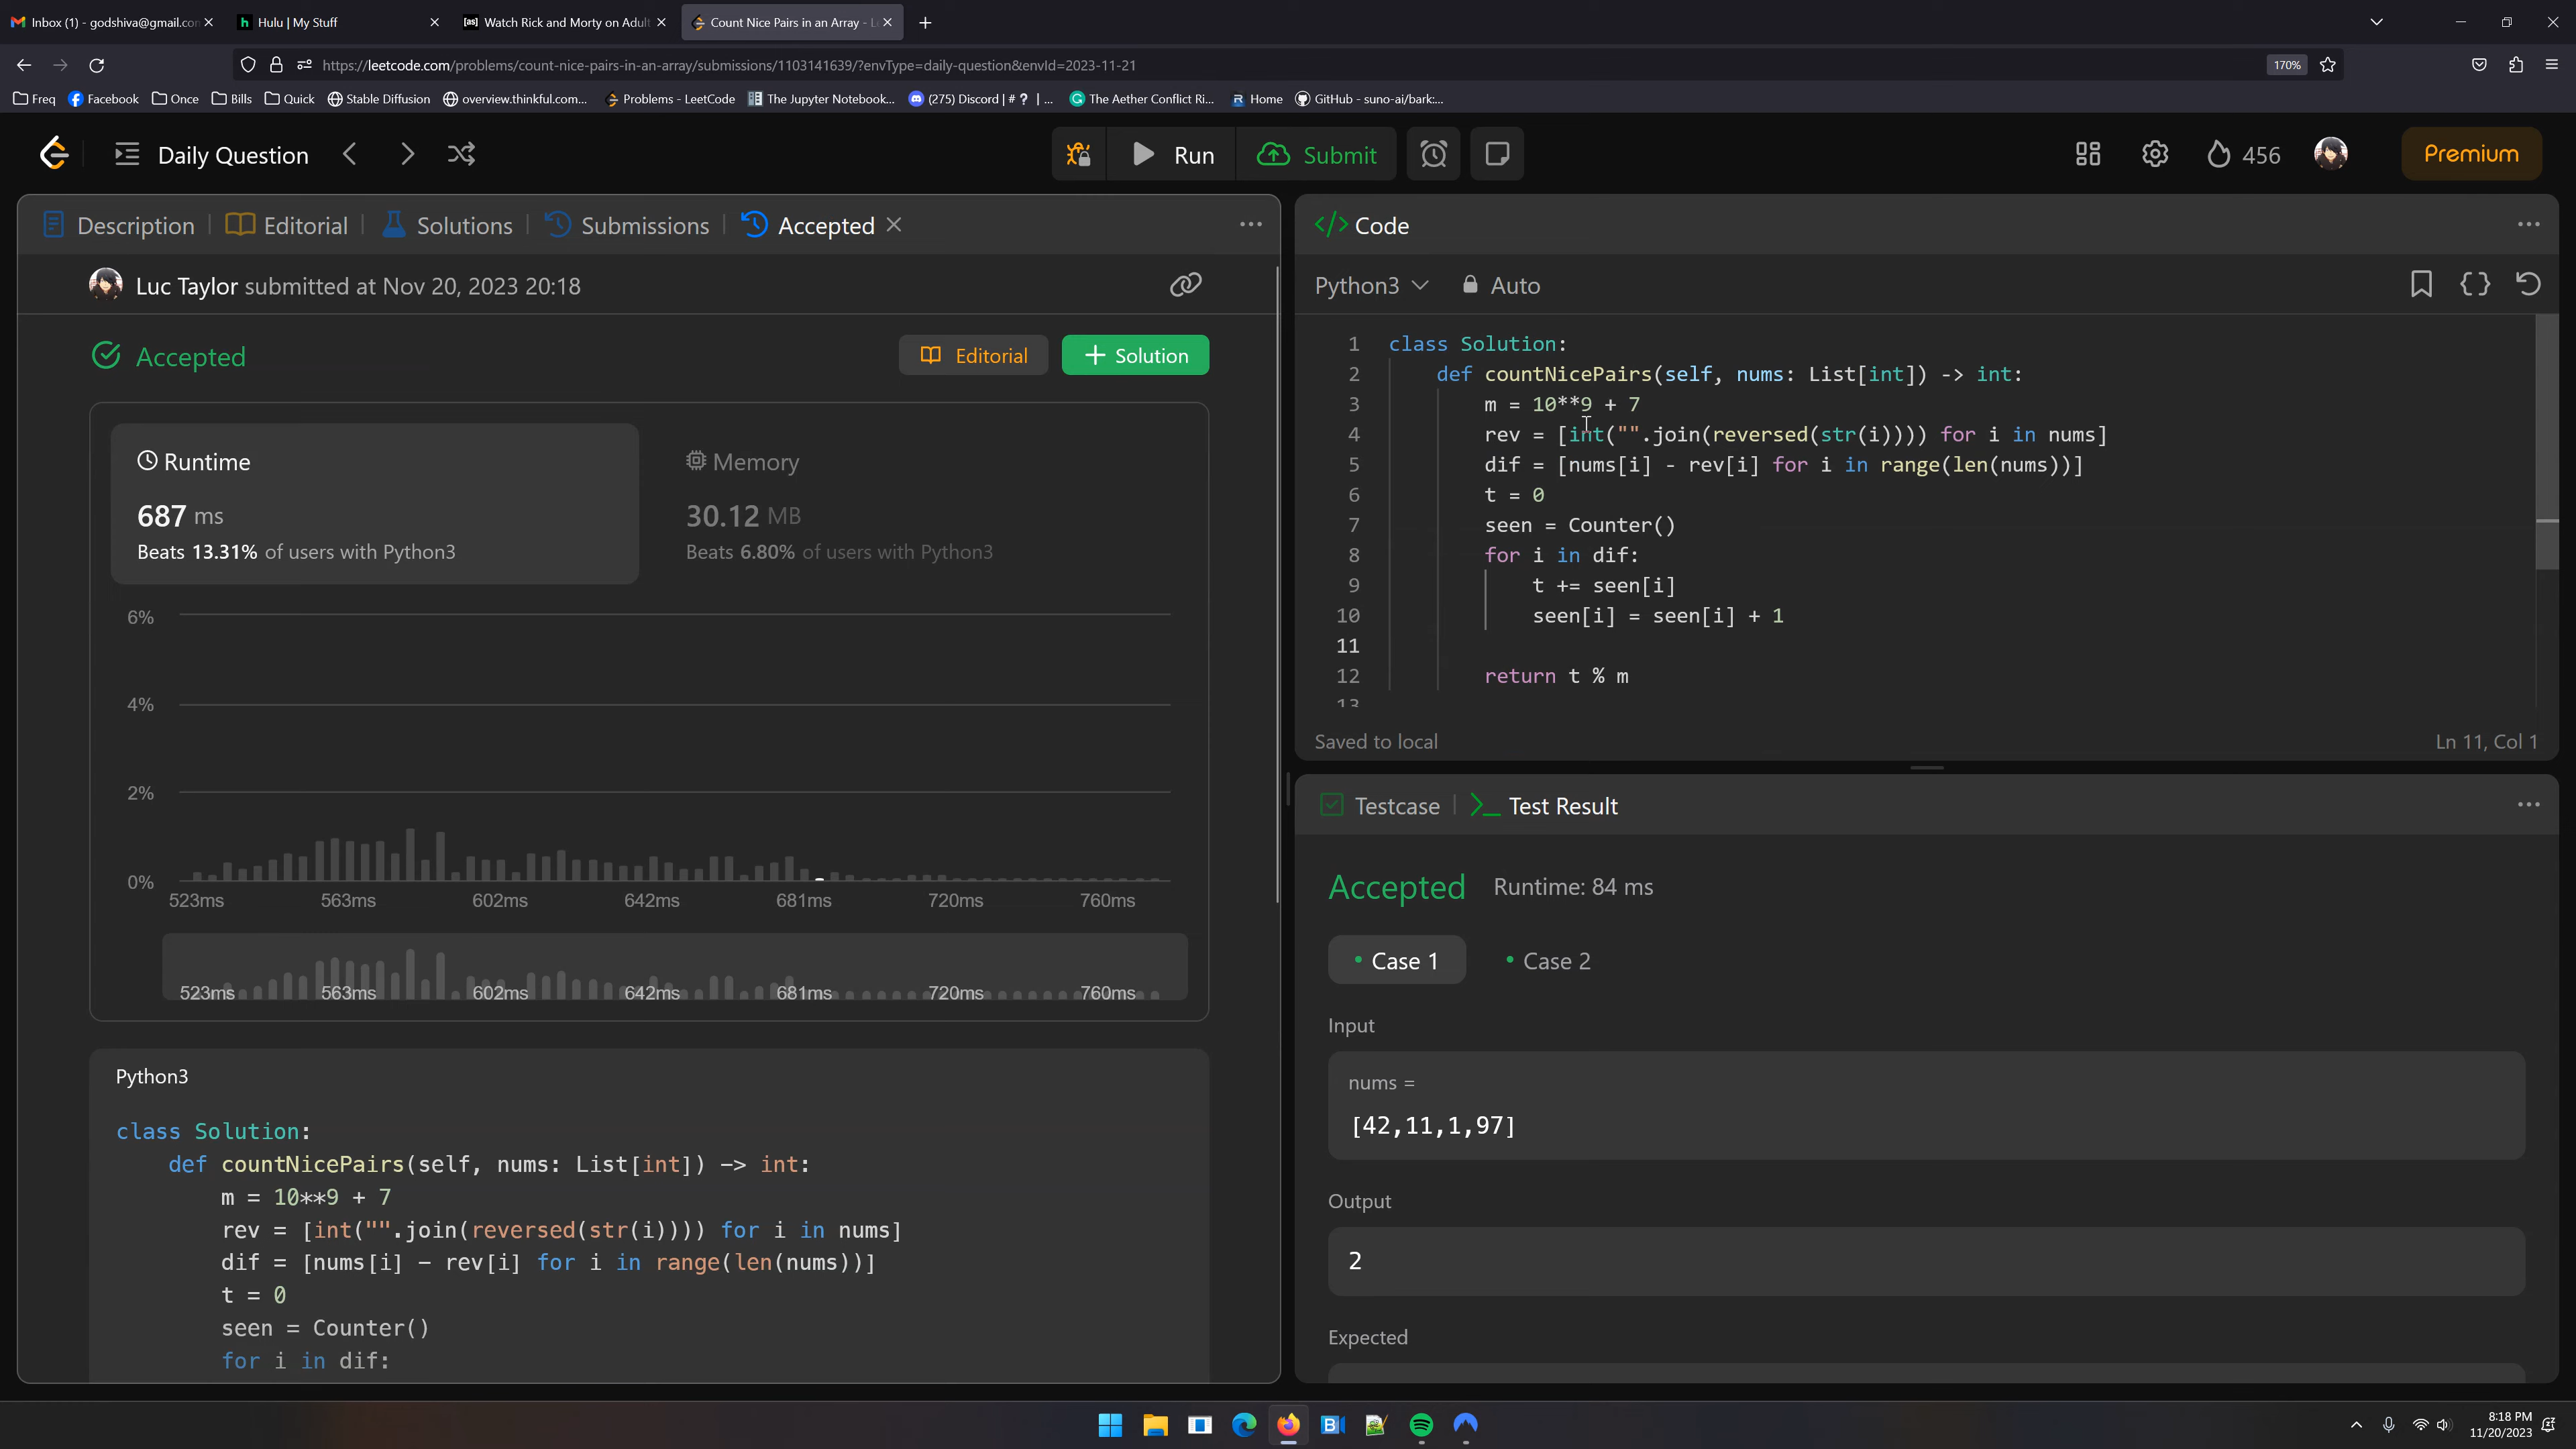 Inbox (1) - godshiva@gmail.con
Hulu | My Stuff
[as] Watch Rick and Morty on Adult
Count Nice Pairs in an Array - L
https://leetcode.com/problems/count-nice-pairs-in-an-array/submissions/1103141639/?envType=daily-question&envId=2023-11-21
170%
Freq
Facebook
Once
Bills
Quick
Stable Diffusion
overview.thinkful.com...
Problems - LeetCode
The Jupyter Notebook...
(275) Discord | # ❓ | ...
The Aether Conflict Ri...
Home
GitHub - suno-ai/bark:...
Daily Question
Run
Submit
456
Premium
Description
Editorial
Solutions
Submissions
Accepted
Luc Taylor submitted at Nov 20, 2023 20:18
Accepted
Editorial
+ Solution
Runtime
687 ms
Beats 13.31% of users with Python3
Memory
30.12 MB
Beats 6.80% of users with Python3
6%
4%
2%
0%
523ms 563ms 602ms 642ms 681ms 720ms 760ms
523ms 563ms 602ms 642ms 681ms 720ms 760ms
Python3
class Solution:
def countNicePairs(self, nums: List[int]) -> int:
m = 10**9 + 7
rev = [int("".join(reversed(str(i)))) for i in nums]
dif = [nums[i] - rev[i] for i in range(len(nums))]
t = 0
seen = Counter()
for i in dif:
</> Code
Python3
Auto
1 class Solution:
2 def countNicePairs(self, nums: List[int]) -> int:
3 m = 10**9 + 7
4 rev = [int("".join(reversed(str(i)))) for i in nums]
5 dif = [nums[i] - rev[i] for i in range(len(nums))]
6 t = 0
7 seen = Counter()
8 for i in dif:
9 t += seen[i]
10 seen[i] = seen[i] + 1
11
12 return t % m
13
Saved to local
Ln 11, Col 1
Testcase
Test Result
Accepted
Runtime: 84 ms
Case 1
Case 2
Input
nums =
[42,11,1,97]
Output
2
Expected
8:18 PM
11/20/2023